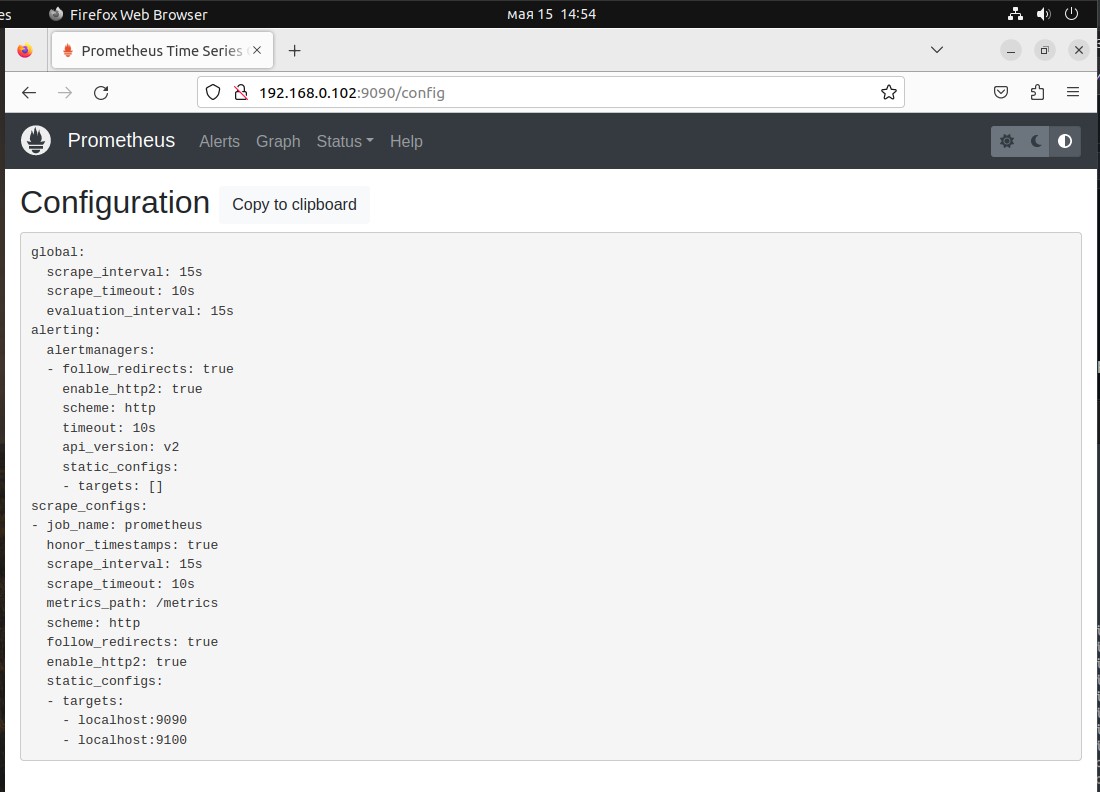 es Firefox Web Browser мая 15 14:54
Prometheus Time Series
192.168.0.102:9090/config
Prometheus Alerts Graph Status Help
Configuration Copy to clipboard
global:
  scrape_interval: 15s
  scrape_timeout: 10s
  evaluation_interval: 15s
alerting:
  alertmanagers:
  - follow_redirects: true
    enable_http2: true
    scheme: http
    timeout: 10s
    api_version: v2
    static_configs:
    - targets: []
scrape_configs:
- job_name: prometheus
  honor_timestamps: true
  scrape_interval: 15s
  scrape_timeout: 10s
  metrics_path: /metrics
  scheme: http
  follow_redirects: true
  enable_http2: true
  static_configs:
  - targets:
    - localhost:9090
    - localhost:9100